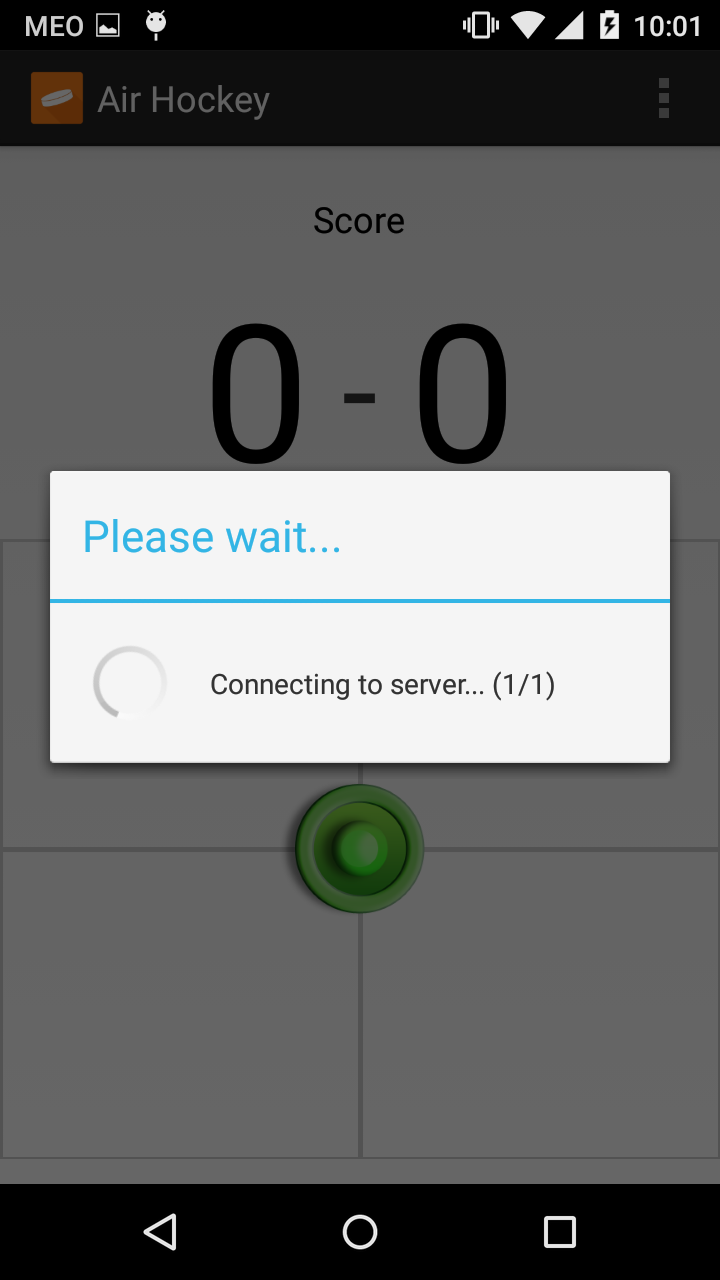 MEO 10:01
Air Hockey
Score
0 - 0
Please wait...
Connecting to server... (1/1)